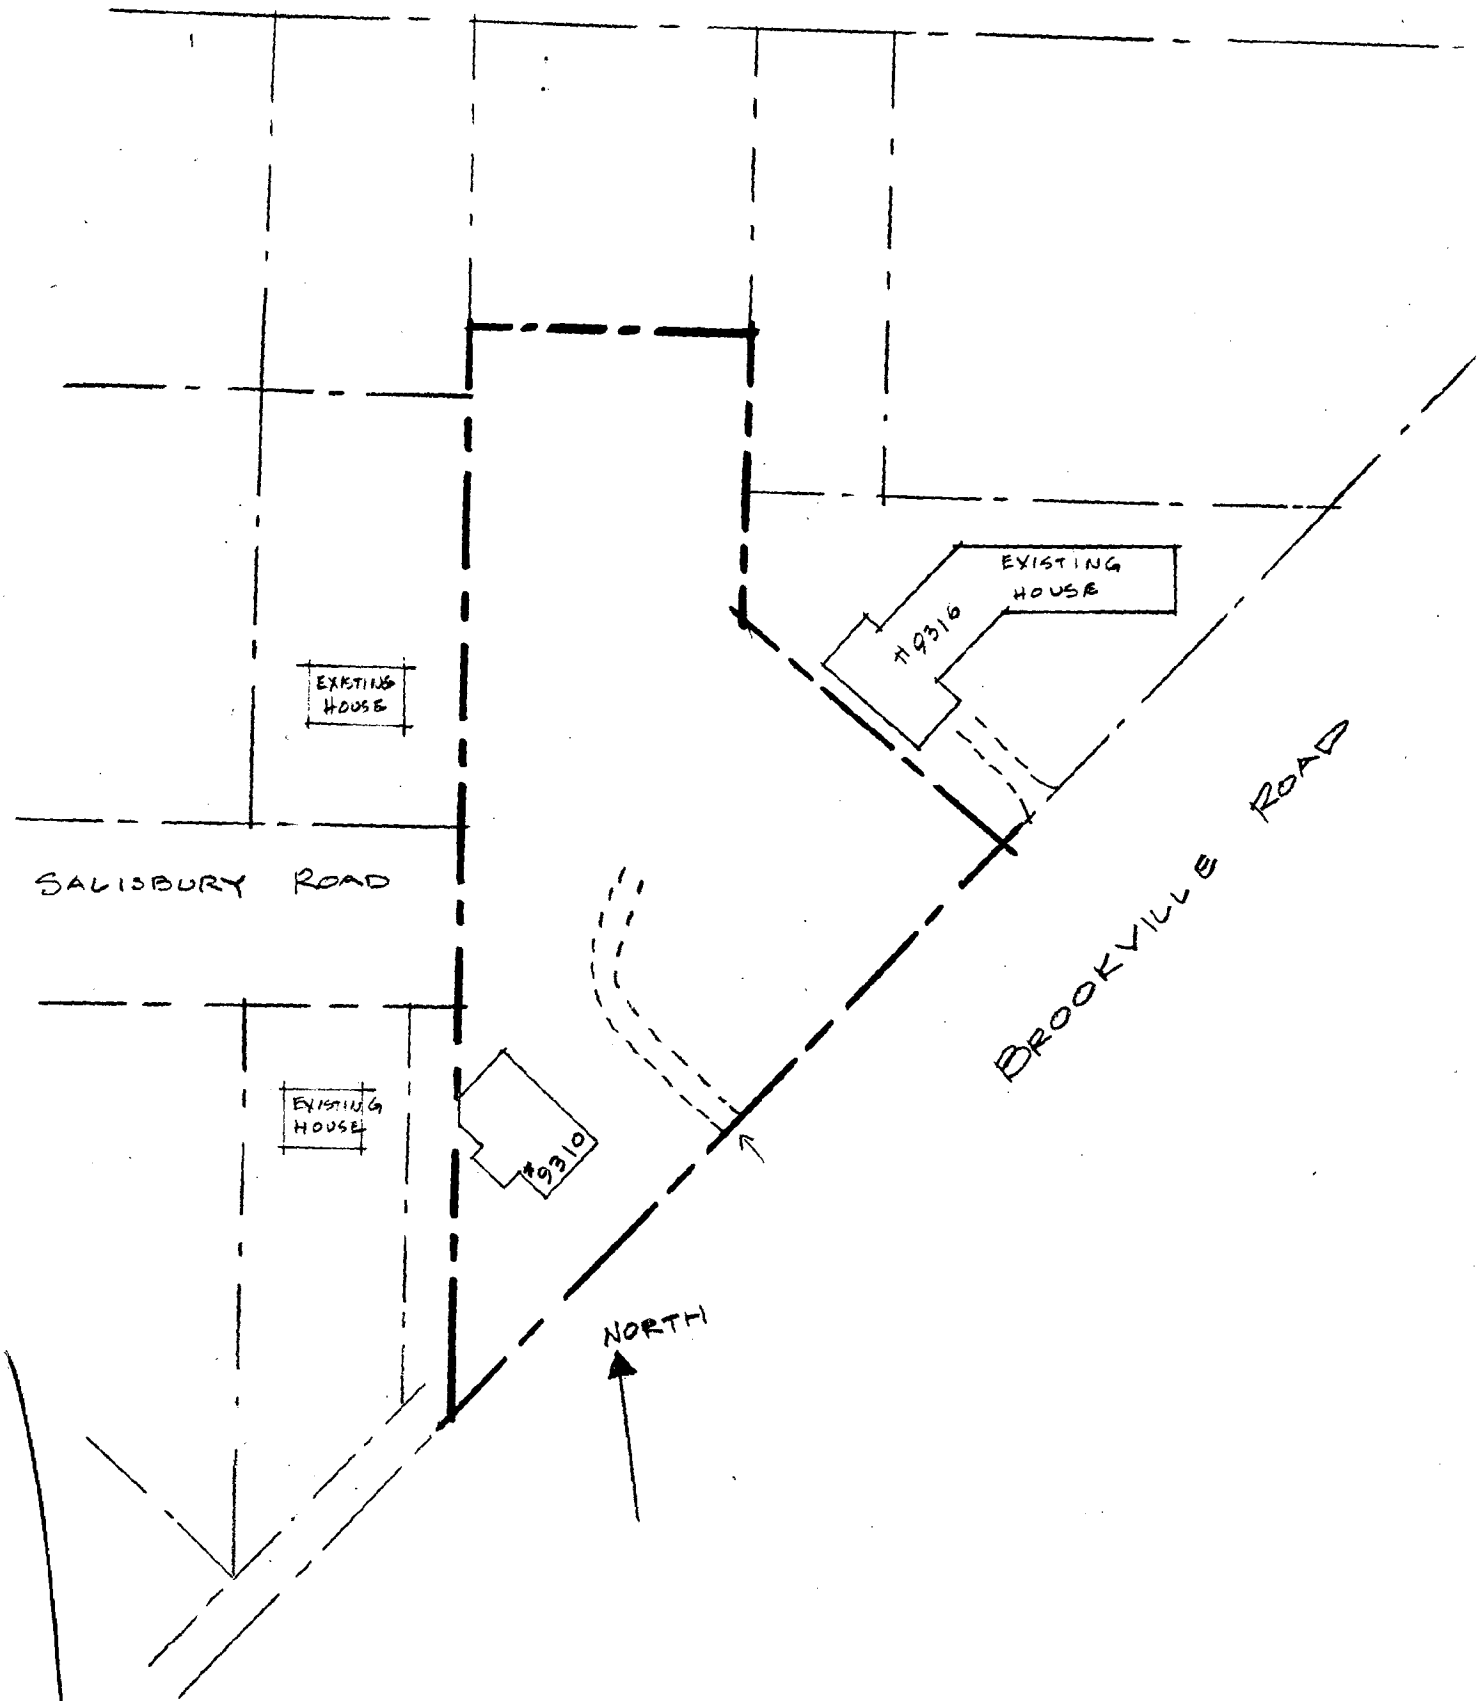 EXISTING
HOUSE
#9316
EXISTING
HOUSE
SALISBURY ROAD
BROOKVILLE ROAD
EXISTING
HOUSE
#9310
NORTH